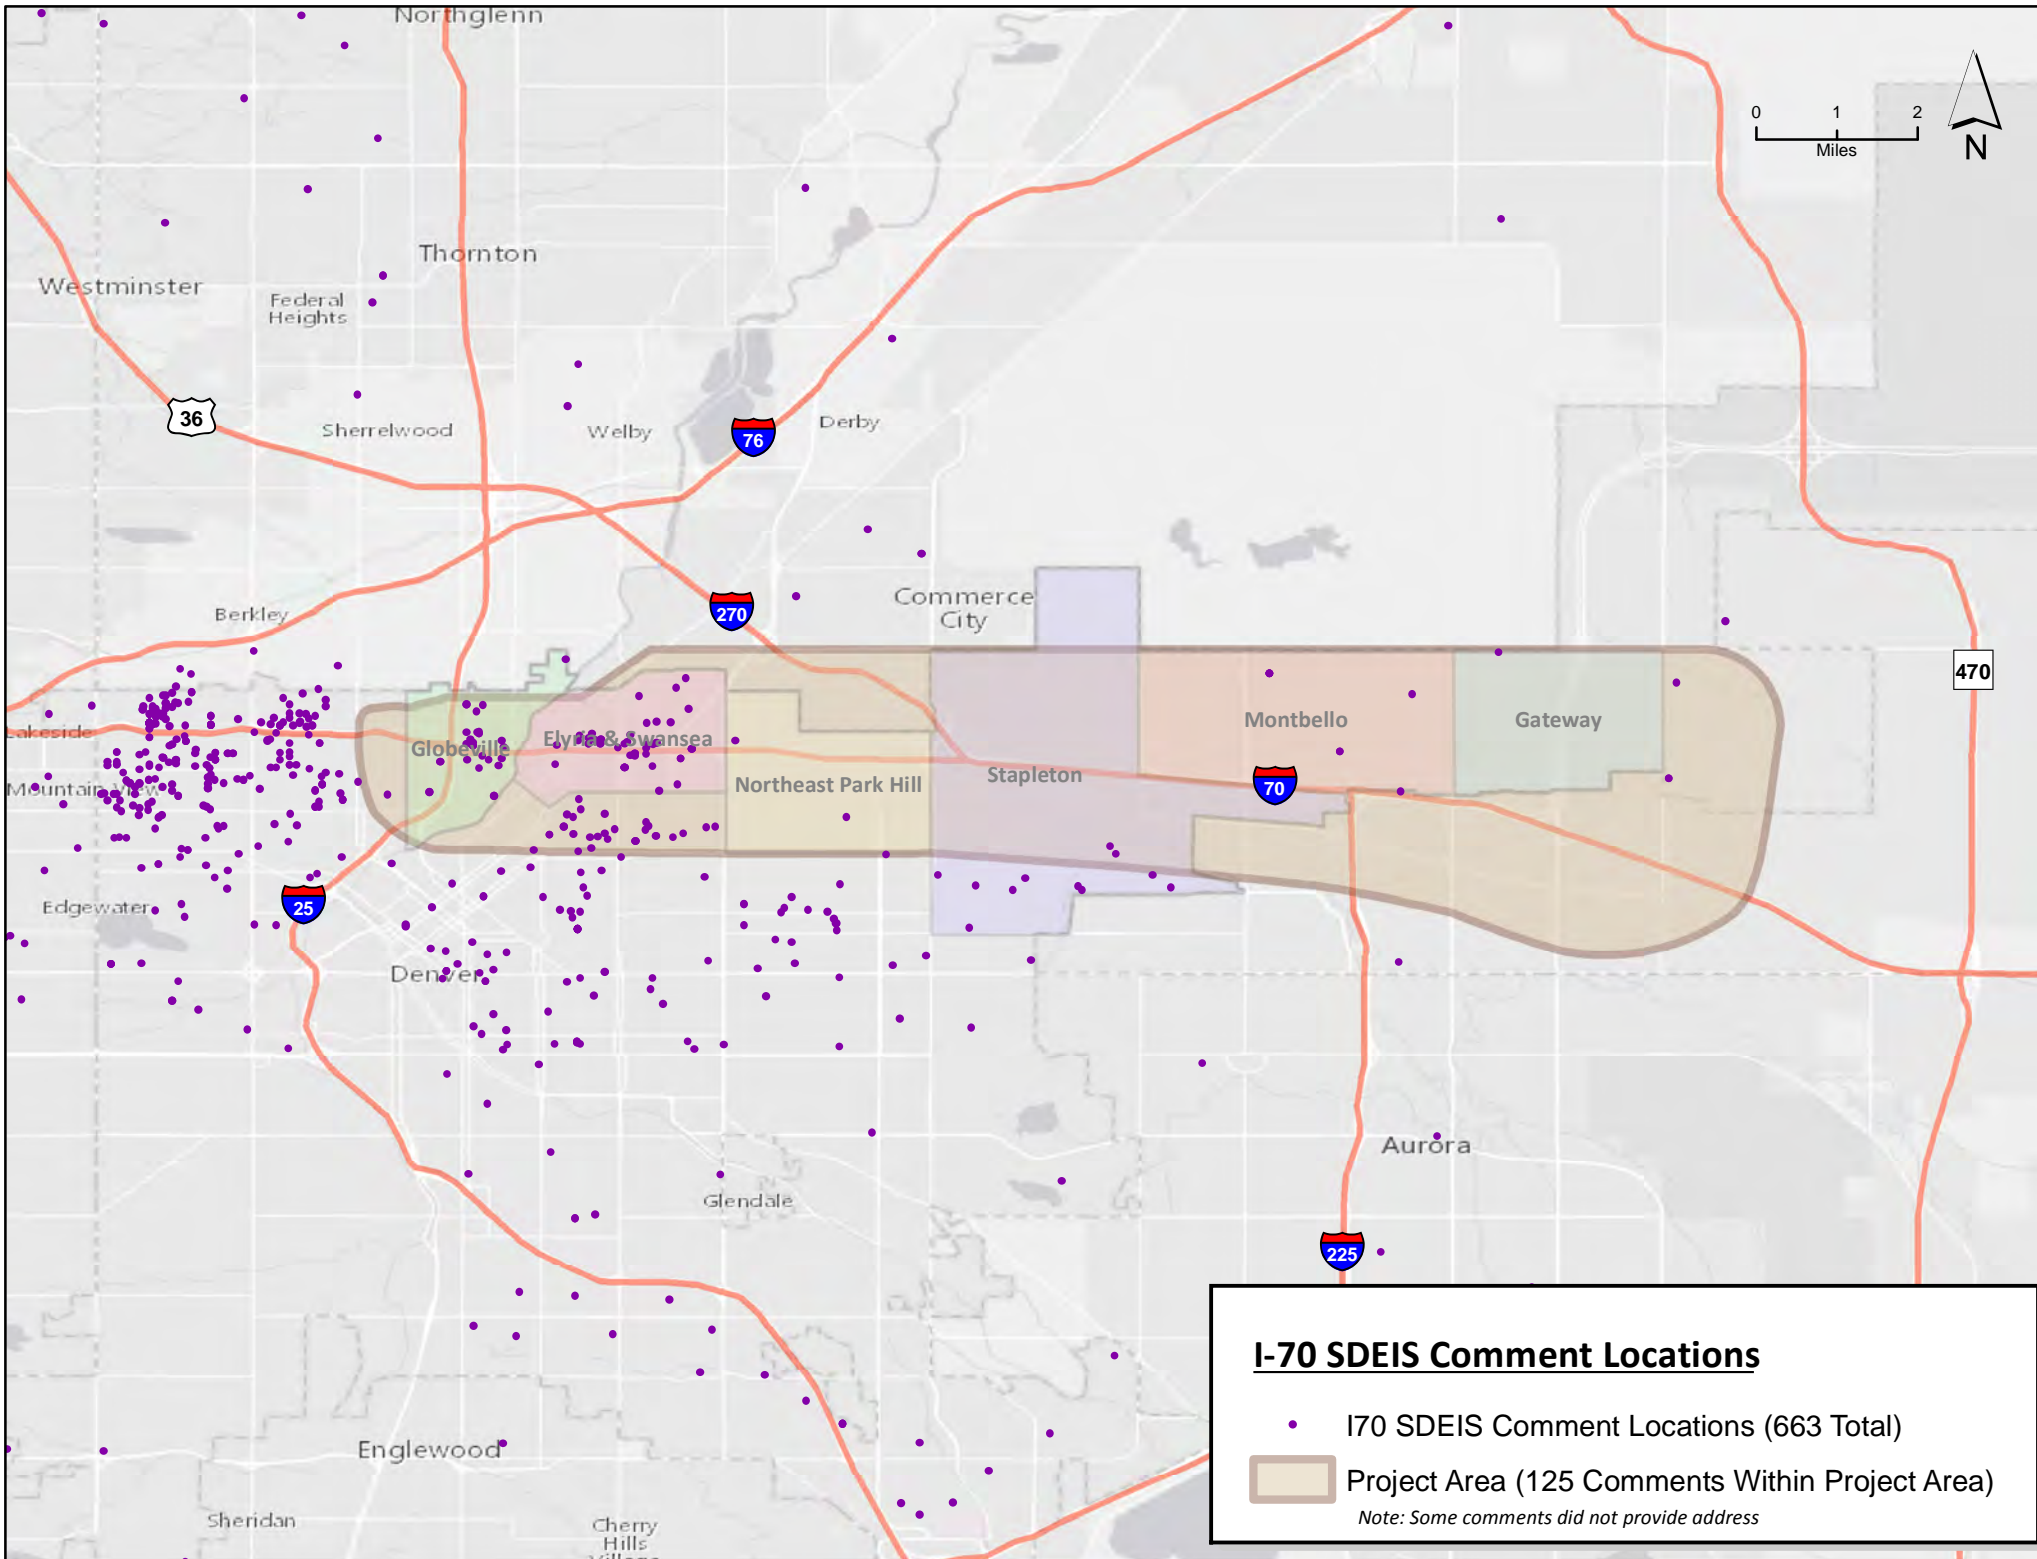 Northglenn
0 1 2
Miles
N
Thornton
Westminster
Federal
Heights
36
Sherrelwood
Welby
76
Derby
Commerce
City
270
Berkley
470
Lakeside
Globeville
Elyria & Swansea
Montbello
Gateway
Mountain View
Northeast Park Hill
Stapleton
70
Edgewater
25
Denver
Aurora
Glendale
225
Englewood
Sheridan
Cherry
Hills
Village
I-70 SDEIS Comment Locations
I70 SDEIS Comment Locations (663 Total)
Project Area (125 Comments Within Project Area)
Note: Some comments did not provide address